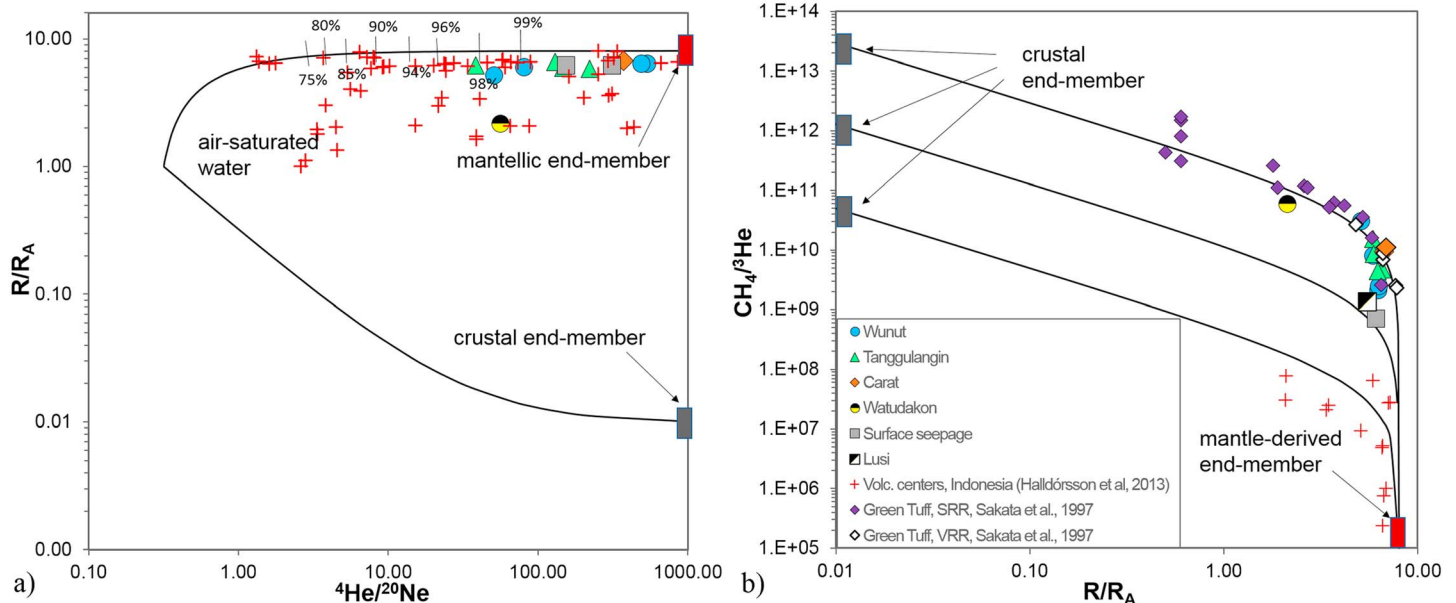 10.00
1.00
0.10
0.01
0.00
R/RA
80%
90%
96%
99%
75%
85%
94%
98%
air-saturated
water
mantellic end-member
crustal end-member
0.10
1.00
10.00
100.00
1000.00
4He/20Ne
a)
1.E+14
1.E+13
1.E+12
1.E+11
1.E+10
1.E+09
1.E+08
1.E+07
1.E+06
1.E+05
CH4/3He
crustal
end-member
Wunut
Tanggulangin
Carat
Watudakon
Surface seepage
Lusi
Volc. centers, Indonesia (Halldórsson et al, 2013)
Green Tuff, SRR, Sakata et al., 1997
Green Tuff, VRR, Sakata et al., 1997
mantle-derived
end-member
0.01
0.10
1.00
10.00
R/RA
b)